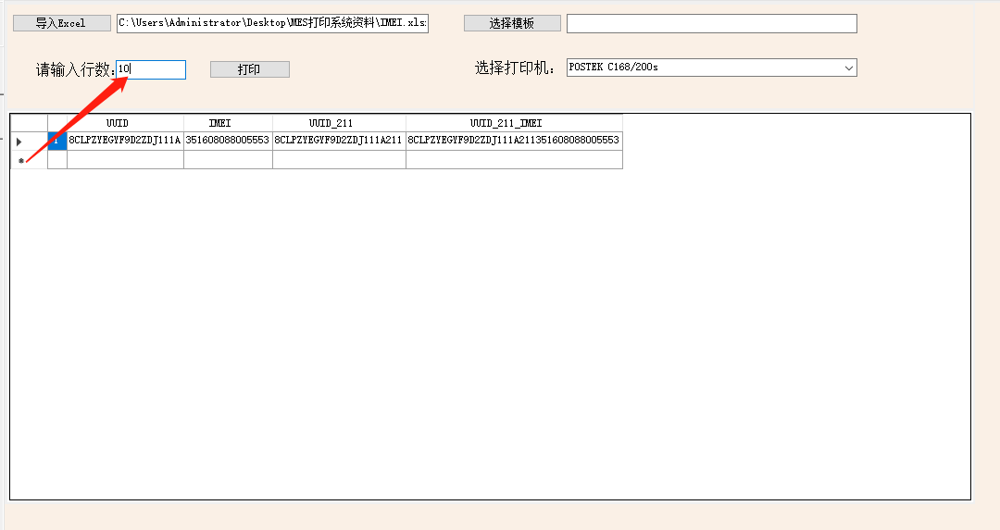 导入Excel C:\Users\Administrator\Desktop\MES打印系统资料\IMEI.xls 选择模板
请输入行数: 10 打印 选择打印机: POSTEK C168/200s
UUID IMEI UUID_211 UUID_211_IMEI
1 8CLPZYEGYF9D2ZDJ111A 351608088005553 8CLPZYEGYF9D2ZDJ111A211 8CLPZYEGYF9D2ZDJ111A211351608088005553
*